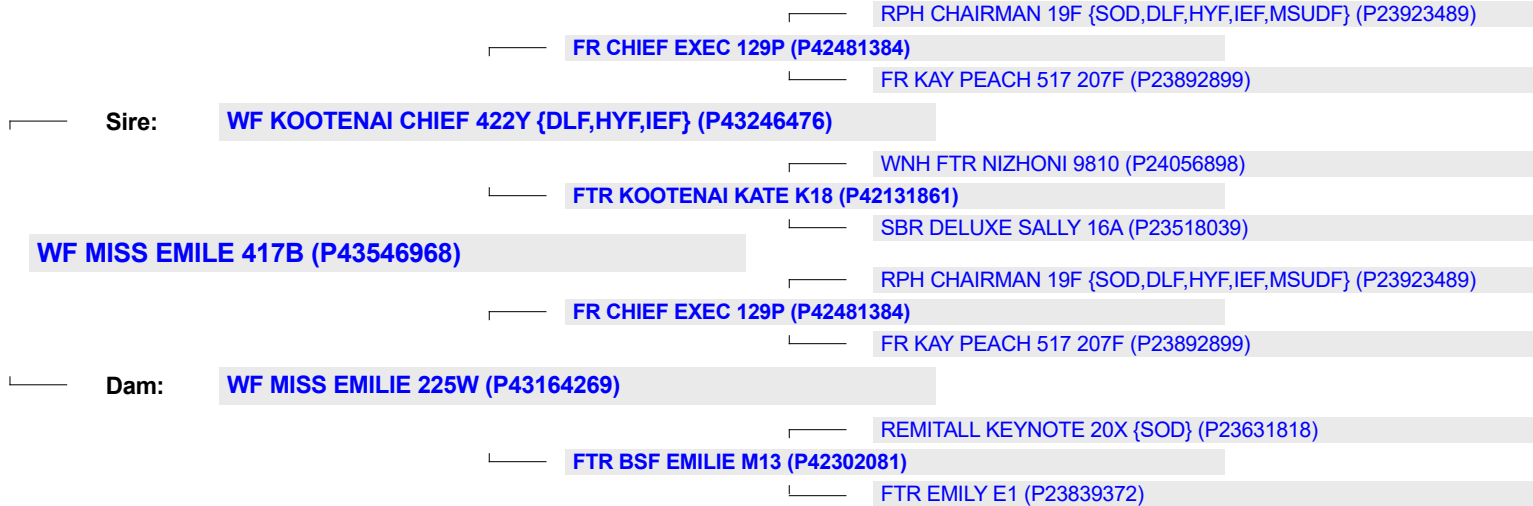 RPH CHAIRMAN 19F {SOD,DLF,HYF,IEF,MSUDF} (P23923489)
FR CHIEF EXEC 129P (P42481384)
FR KAY PEACH 517 207F (P23892899)
Sire: WF KOOTENAI CHIEF 422Y {DLF,HYF,IEF} (P43246476)
WNH FTR NIZHONI 9810 (P24056898)
FTR KOOTENAI KATE K18 (P42131861)
SBR DELUXE SALLY 16A (P23518039)
WF MISS EMILE 417B (P43546968)
RPH CHAIRMAN 19F {SOD,DLF,HYF,IEF,MSUDF} (P23923489)
FR CHIEF EXEC 129P (P42481384)
FR KAY PEACH 517 207F (P23892899)
Dam: WF MISS EMILIE 225W (P43164269)
REMITALL KEYNOTE 20X {SOD} (P23631818)
FTR BSF EMILIE M13 (P42302081)
FTR EMILY E1 (P23839372)